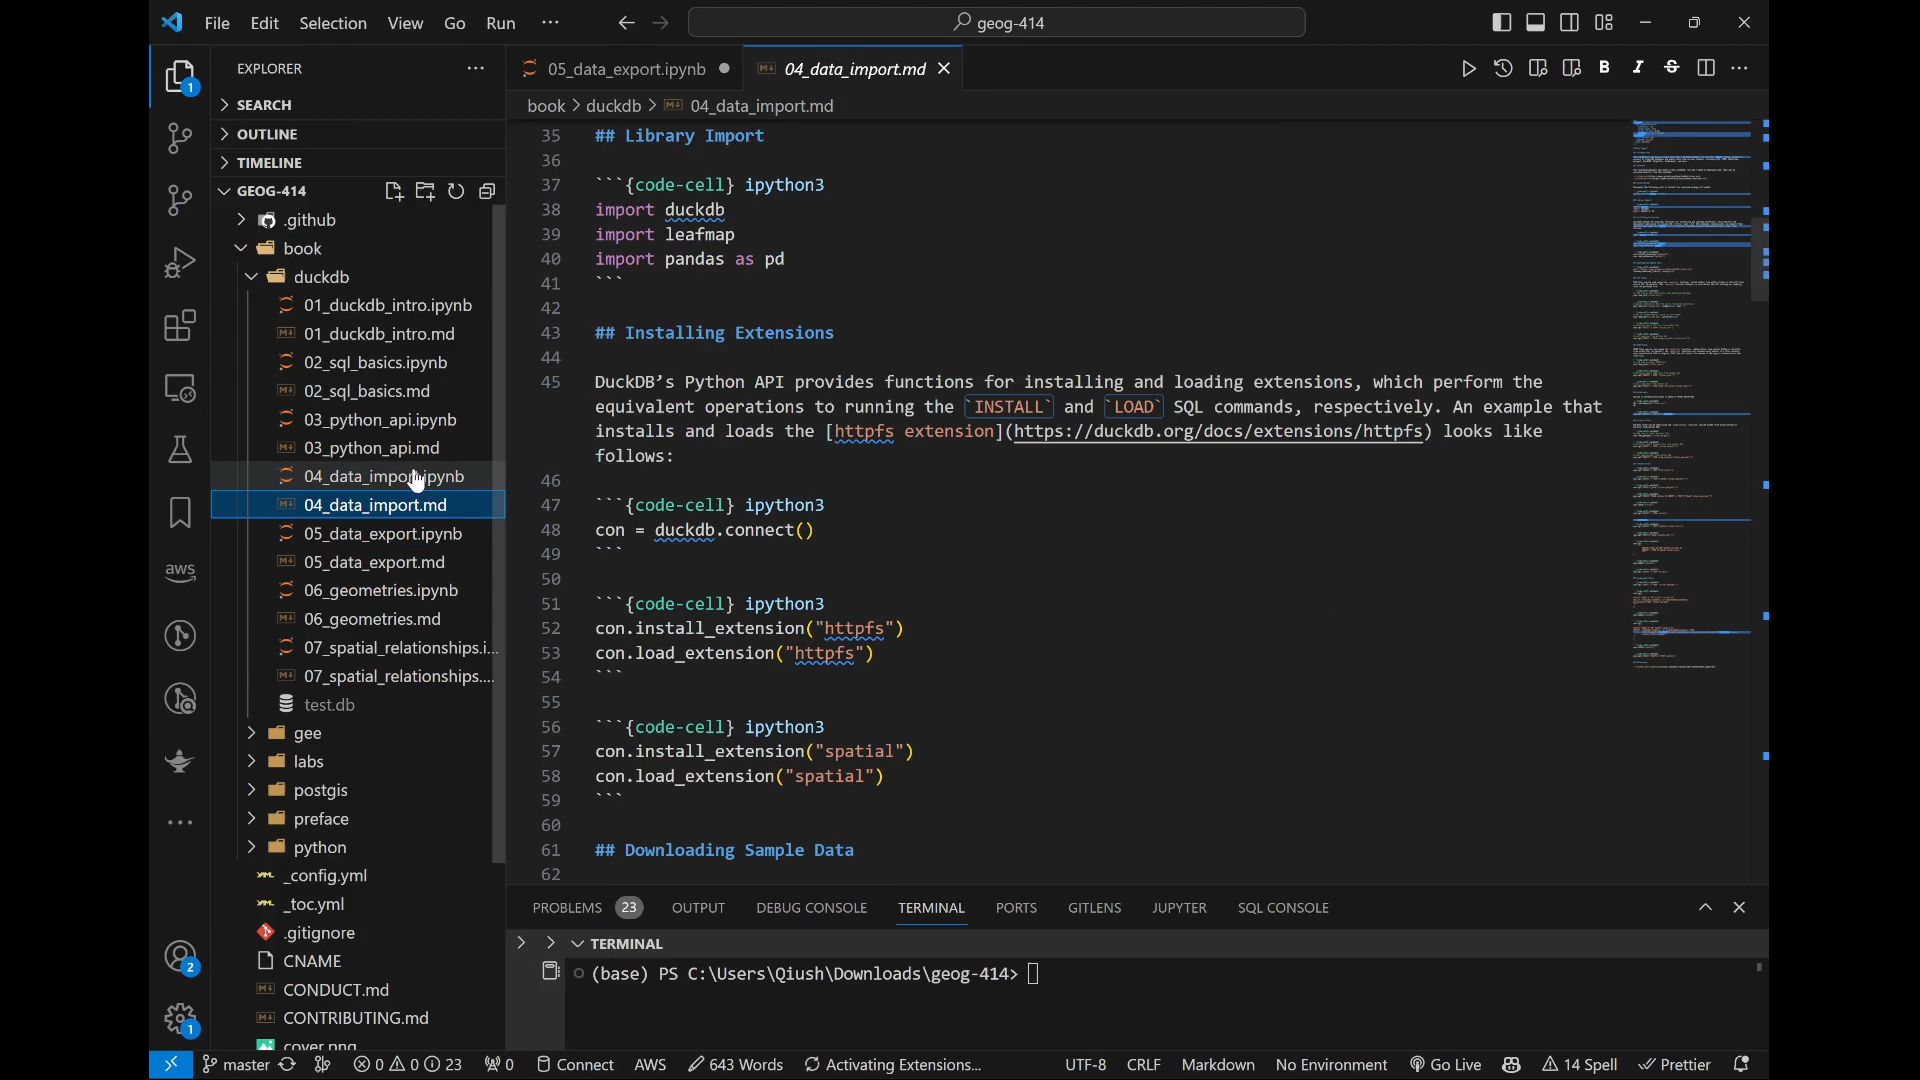 File Edit Selection View Go Run ··· geog-414
EXPLORER
SEARCH
OUTLINE
TIMELINE
GEOG-414
.github
book
duckdb
01_duckdb_intro.ipynb
01_duckdb_intro.md
02_sql_basics.ipynb
02_sql_basics.md
03_python_api.ipynb
03_python_api.md
04_data_import.ipynb
04_data_import.md
05_data_export.ipynb
05_data_export.md
06_geometries.ipynb
06_geometries.md
07_spatial_relationships.i...
07_spatial_relationships....
test.db
gee
labs
postgis
preface
python
_config.yml
_toc.yml
.gitignore
CNAME
CONDUCT.md
CONTRIBUTING.md
cover.png
1
aws
2
1
05_data_export.ipynb 04_data_import.md
book > duckdb > 04_data_import.md
35 ## Library Import
36
37 ```{code-cell} ipython3
38 import duckdb
39 import leafmap
40 import pandas as pd
41 ```
42
43 ## Installing Extensions
44
45 DuckDB’s Python API provides functions for installing and loading extensions, which perform the
equivalent operations to running the `INSTALL` and `LOAD` SQL commands, respectively. An example that
installs and loads the [httpfs extension](https://duckdb.org/docs/extensions/httpfs) looks like
follows:
46
47 ```{code-cell} ipython3
48 con = duckdb.connect()
49 ```
50
51 ```{code-cell} ipython3
52 con.install_extension("httpfs")
53 con.load_extension("httpfs")
54 ```
55
56 ```{code-cell} ipython3
57 con.install_extension("spatial")
58 con.load_extension("spatial")
59 ```
60
61 ## Downloading Sample Data
62
PROBLEMS 23 OUTPUT DEBUG CONSOLE TERMINAL PORTS GITLENS JUPYTER SQL CONSOLE
TERMINAL
(base) PS C:\Users\Qiush\Downloads\geog-414>
master 0 0 23 0 Connect AWS 643 Words Activating Extensions... UTF-8 CRLF Markdown No Environment Go Live 14 Spell Prettier